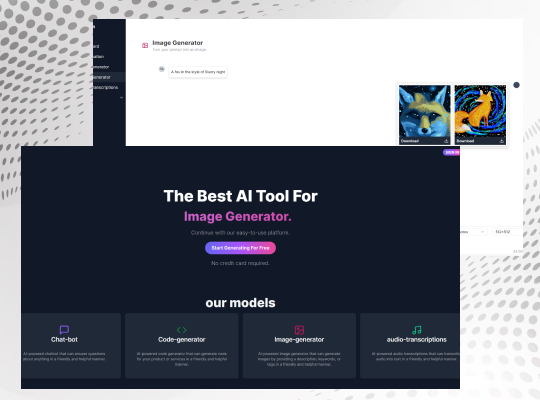 Image Generator
Turn your prompt into an image
A fox in the style of Starry night
Download
Download
512×512
SIGN IN
The Best AI Tool For
Image Generator.
Continue with our easy-to-use platform.
Start Generating For Free
No credit card required.
our models
Chat-bot
AI-powered chatbot that can answer questions
about anything in a friendly and helpful manner.
Code-generator
AI-powered code generator that can generate code
for your product or services in a friendly and helpful
manner.
Image-generator
AI-powered image generator that can generate
images by providing a description, keywords, or
tags in a friendly and helpful manner.
audio-transcriptions
AI-powered audio transcriptions that can
audio into text in a friendly and helpful manner.